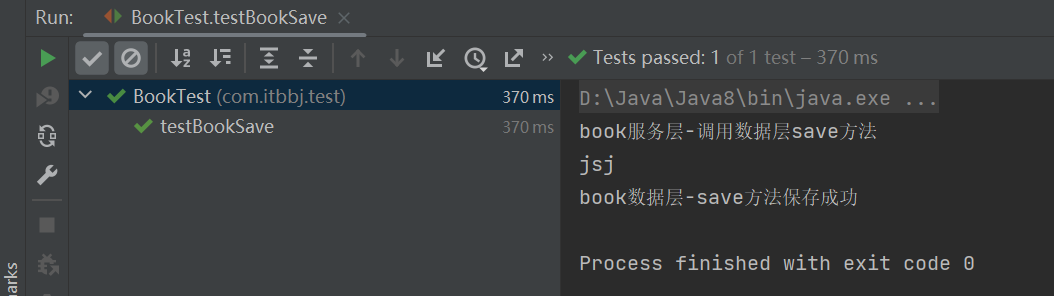 Run: BookTest.testBookSave ×
» Tests passed: 1 of 1 test – 370 ms
BookTest (com.itbbj.test) 370 ms
testBookSave 370 ms
D:\Java\Java8\bin\java.exe ...
book服务层-调用数据层save方法
jsj
book数据层-save方法保存成功
Process finished with exit code 0